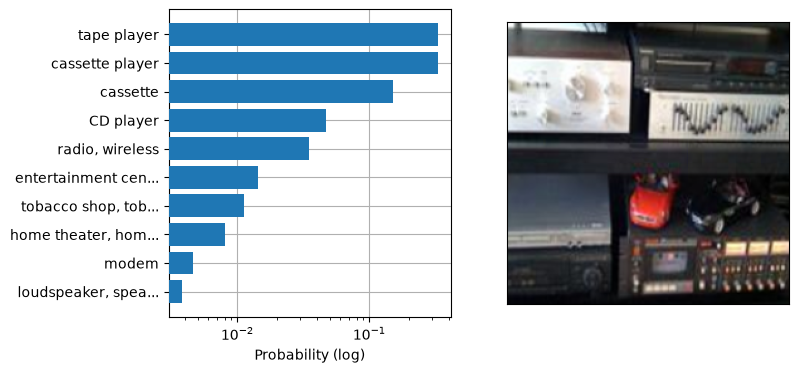 tape player
cassette player
cassette
CD player
radio, wireless
entertainment cen...
tobacco shop, tob...
home theater, hom...
modem
loudspeaker, spea...
10⁻² 10⁻¹
Probability (log)